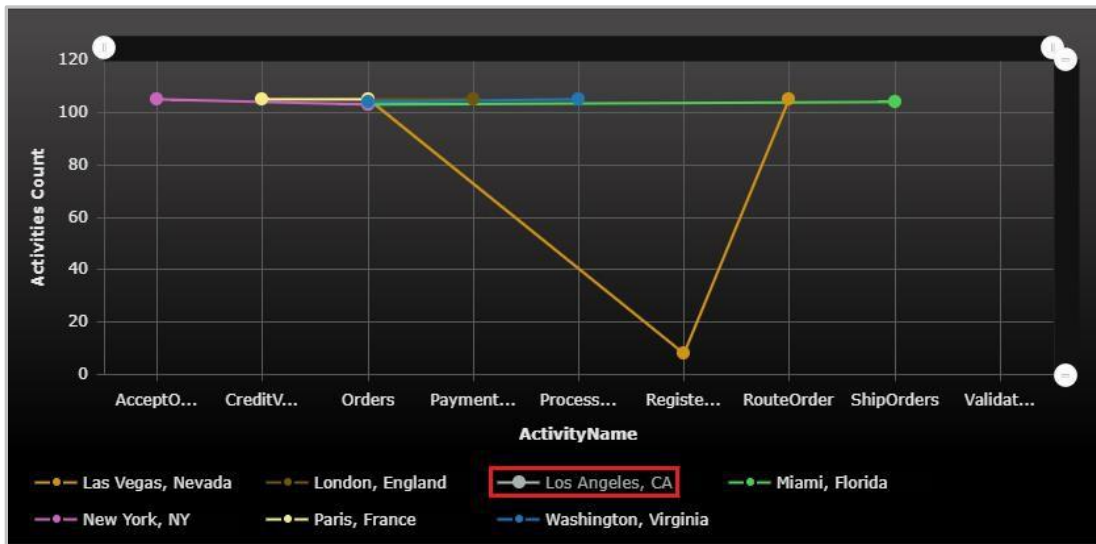 120
100
80
60
40
20
0
Activities Count
AcceptO... CreditV... Orders Payment... Process... Registe... RouteOrder ShipOrders Validat...
ActivityName
Las Vegas, Nevada London, England Los Angeles, CA Miami, Florida
New York, NY Paris, France Washington, Virginia